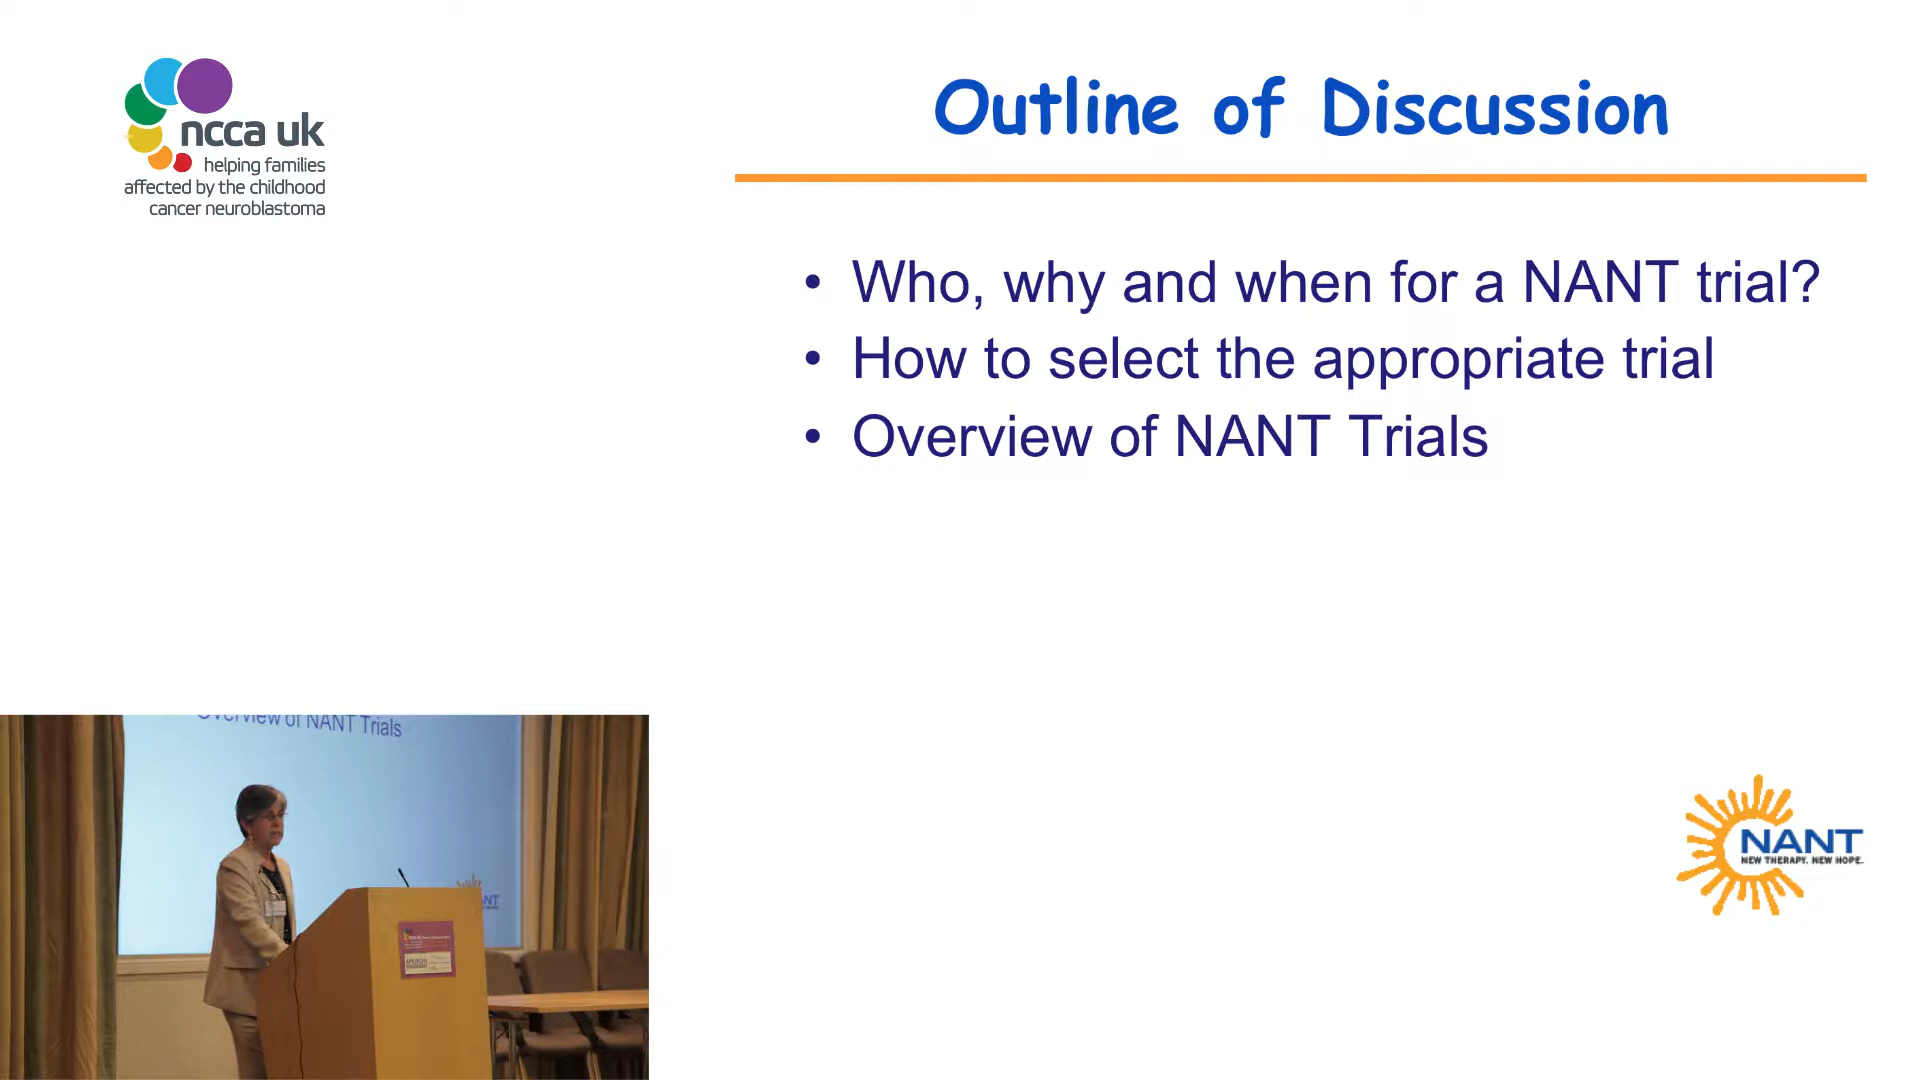 ncca uk
helping families
affected by the childhood
cancer neuroblastoma
Outline of Discussion
• Who, why and when for a NANT trial?
• How to select the appropriate trial
• Overview of NANT Trials
Overview of NANT Trials
NANT
NEW THERAPY. NEW HOPE.